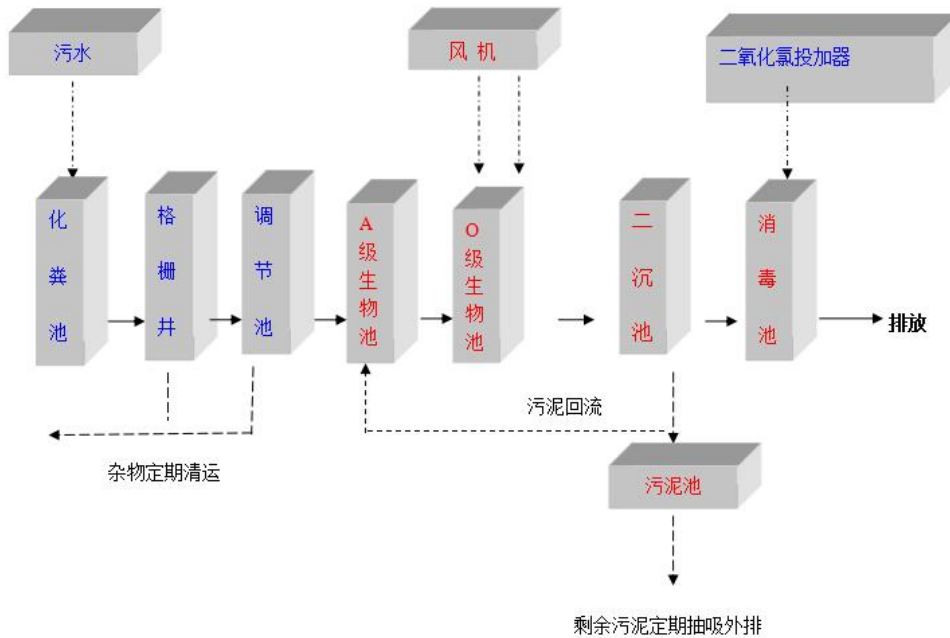 污水
风 机
二氧化氯投加器
化粪池
格栅井
调节池
A级生物池
O级生物池
二沉池
消毒池
排放
污泥回流
杂物定期清运
污泥池
剩余污泥定期抽吸外排